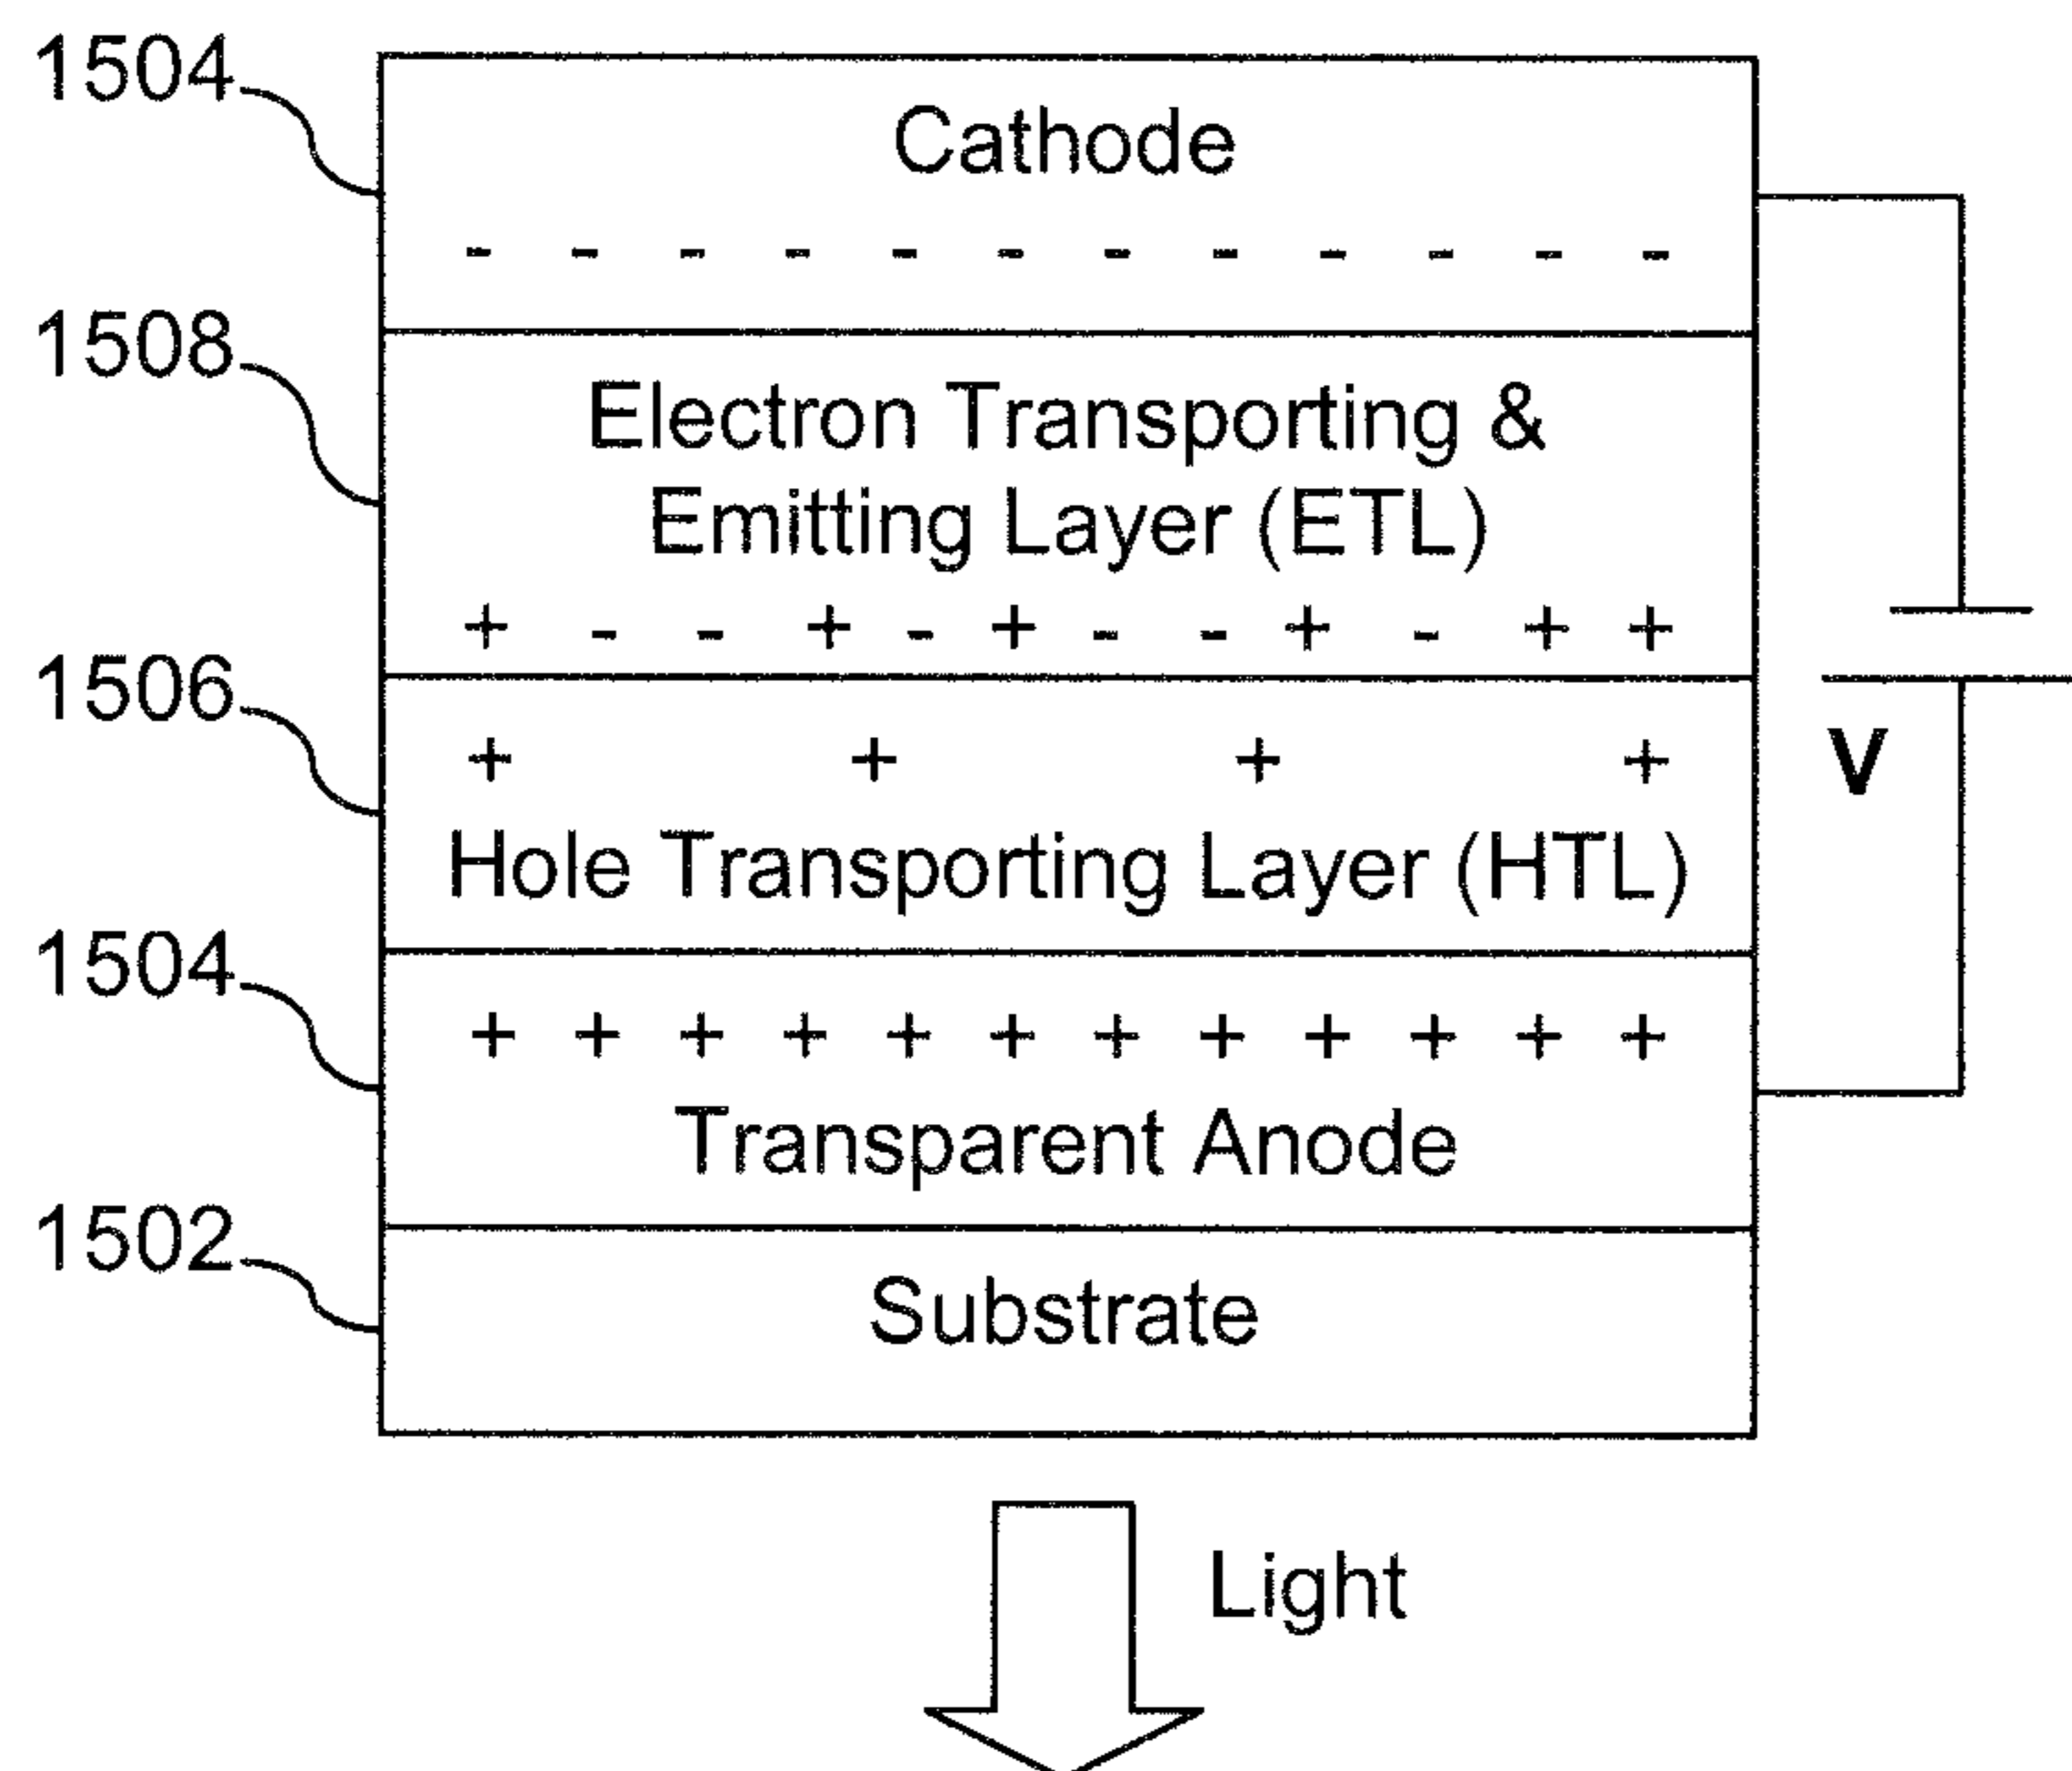 1504
Cathode
- - - - - - - - - - - -
1508
Electron Transporting &
Emitting Layer (ETL)
+ - - + - + - - + - + +
1506
+ + + +
V
Hole Transporting Layer (HTL)
1504
+ + + + + + + + + + + +
Transparent Anode
1502
Substrate
Light